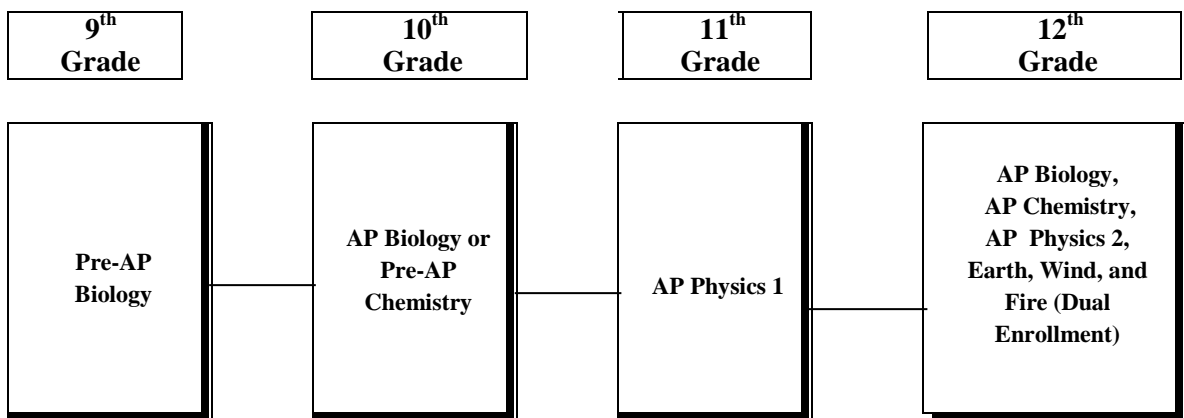 9th
Grade
10th
Grade
11th
Grade
12th
Grade
Pre-AP
Biology
AP Biology or
Pre-AP
Chemistry
AP Physics 1
AP Biology,
AP Chemistry,
AP Physics 2,
Earth, Wind, and
Fire (Dual
Enrollment)